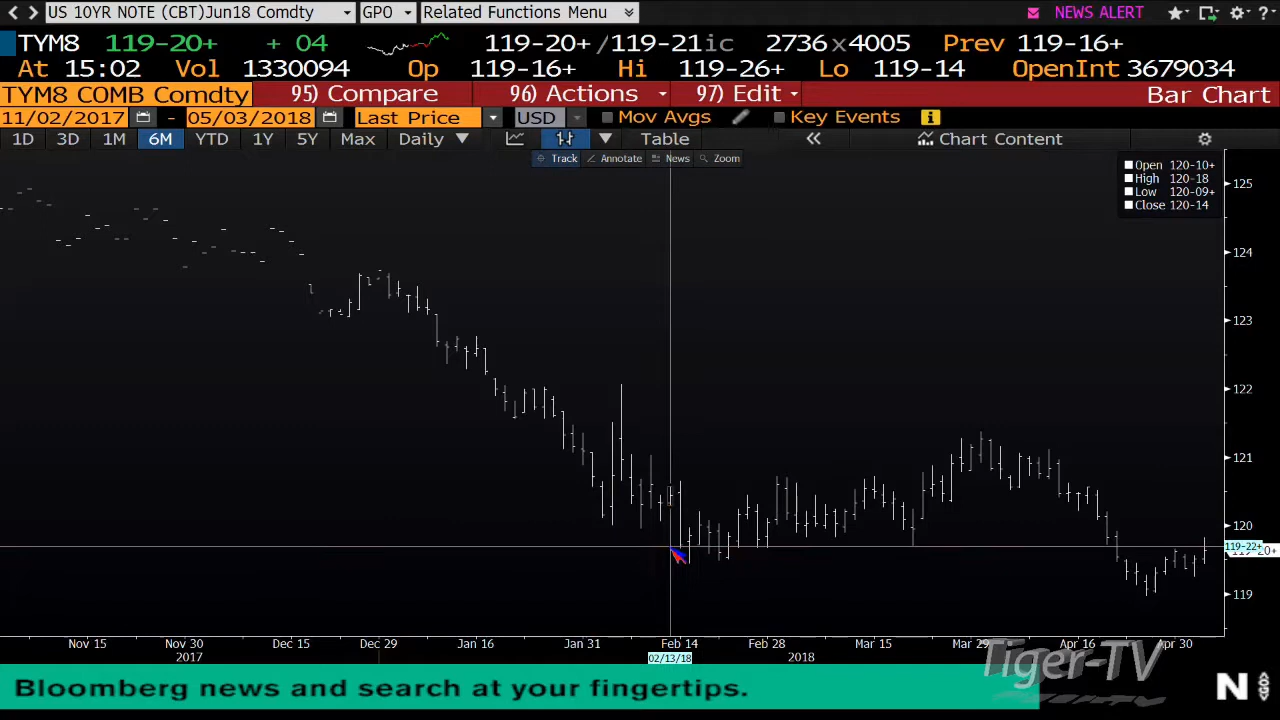 US 10YR NOTE (CBT)Jun18 Comdty GPO Related Functions Menu NEWS ALERT
TYM8 119-20+ + 04 119-20+/119-21ic 2736x4005 Prev 119-16+
At 15:02 Vol 1330094 Op 119-16+ Hi 119-26+ Lo 119-14 OpenInt 3679034
TYM8 COMB Comdty 95) Compare 96) Actions 97) Edit Bar Chart
11/02/2017 - 05/03/2018 Last Price USD Mov Avgs Key Events
1D 3D 1M 6M YTD 1Y 5Y Max Daily Table Chart Content
Track Annotate News Zoom
Open 120-10+
High 120-18
Low 120-09+
Close 120-14
125
124
123
122
121
120
119-22+
119
Nov 15 Nov 30 Dec 15 Dec 29 Jan 16 Jan 31 Feb 14 Feb 28 Mar 15 Mar 29 Apr 16 Apr 30
2017 02/13/18 2018
Tiger-TV
Bloomberg news and search at your fingertips.
N